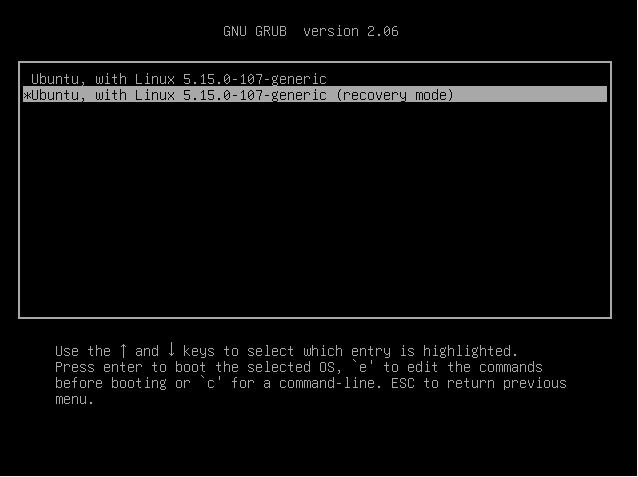 GNU GRUB  version 2.06
Ubuntu, with Linux 5.15.0-107-generic
*Ubuntu, with Linux 5.15.0-107-generic (recovery mode)
Use the ↑ and ↓ keys to select which entry is highlighted.
Press enter to boot the selected OS, `e' to edit the commands
before booting or `c' for a command-line. ESC to return previous
menu.